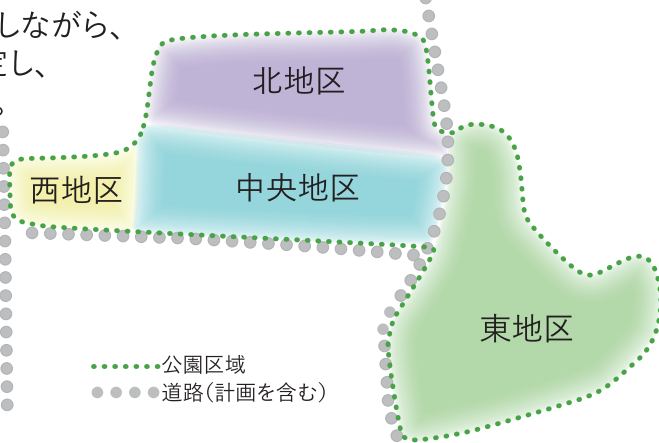 しながら、
定し、
。
北地区
西地区
中央地区
東地区
公園区域
道路(計画を含む)